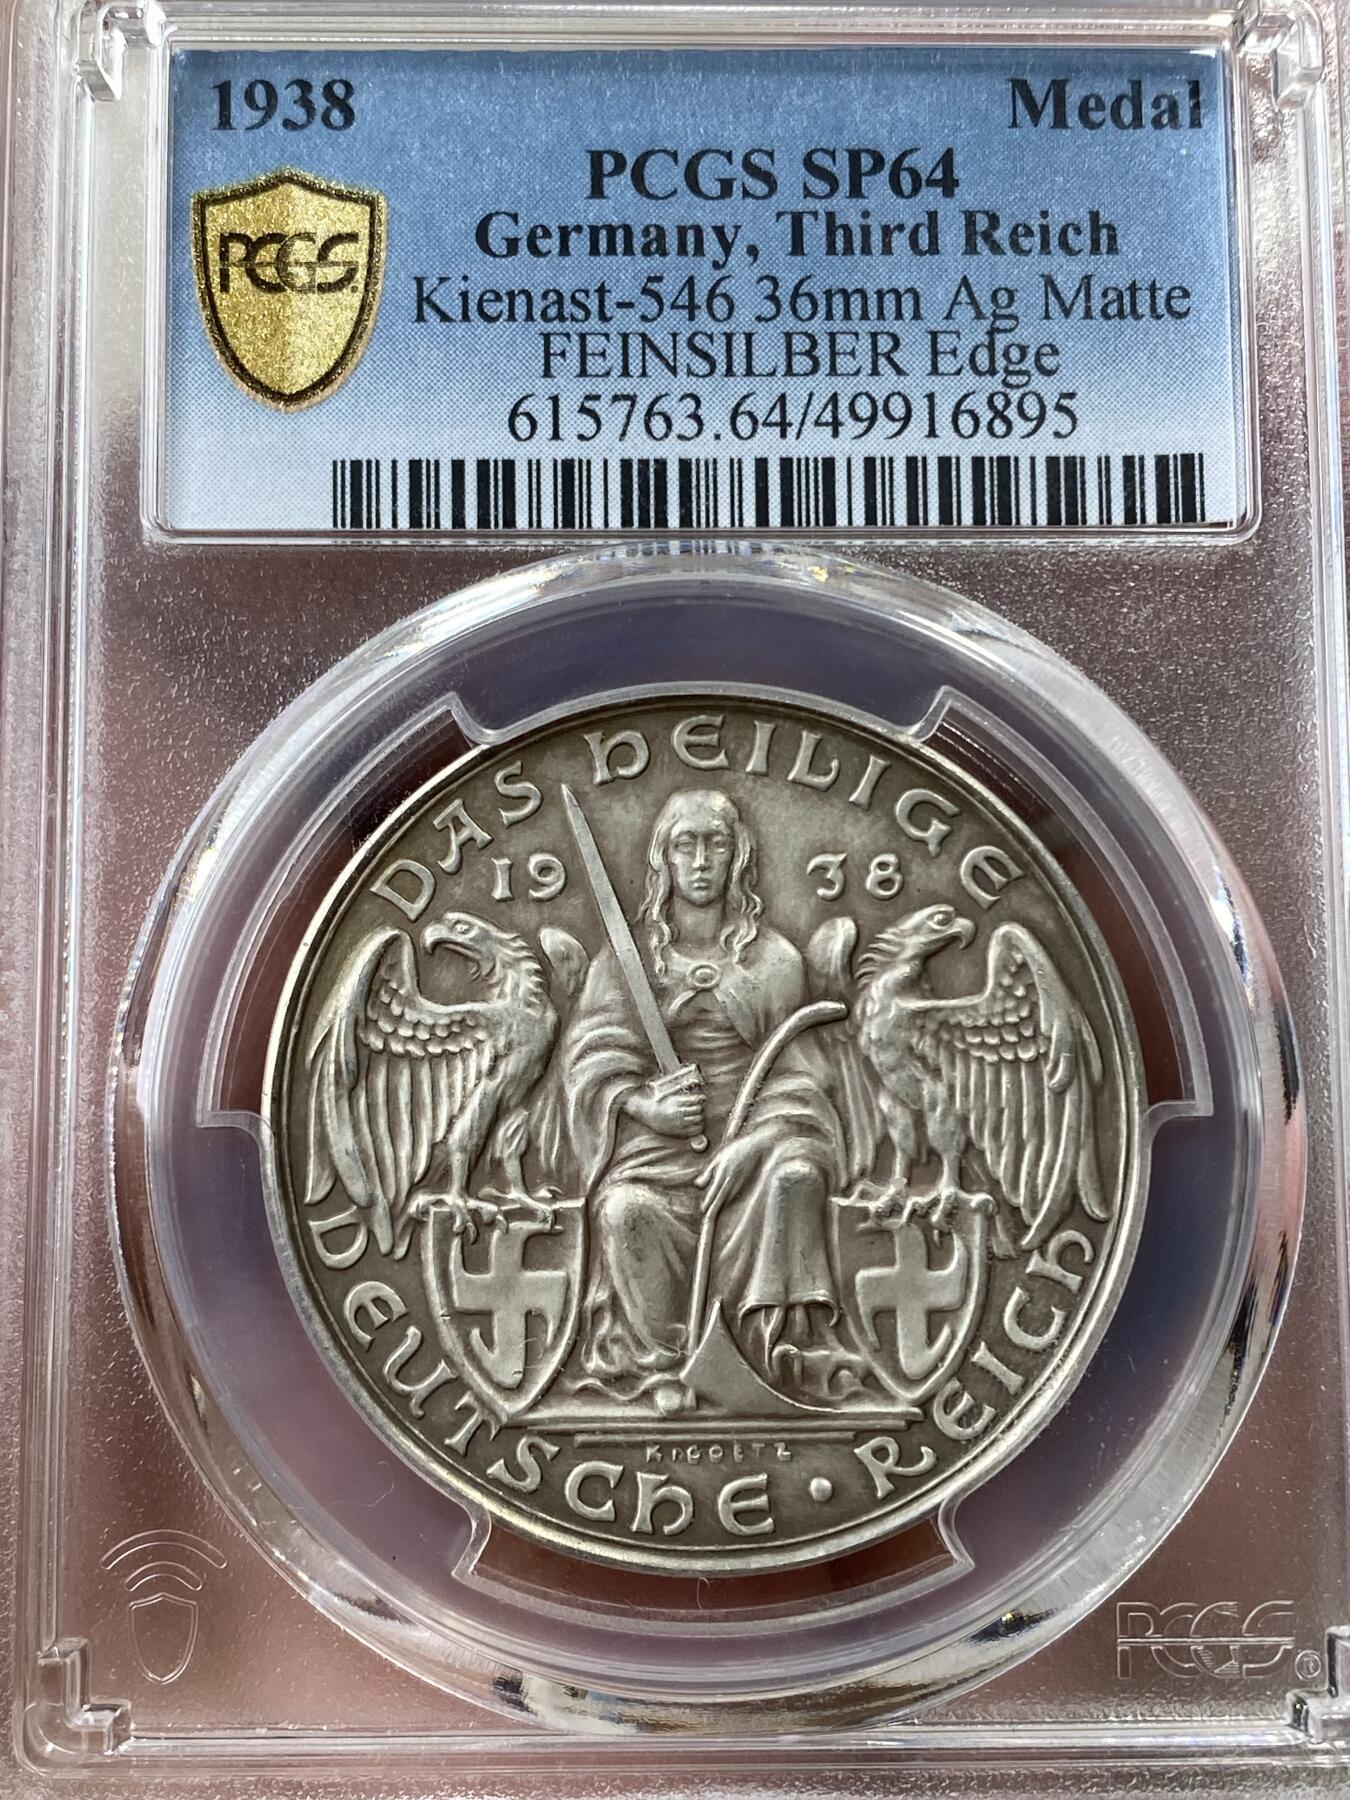 1938 Medal
PCGS SP64
Germany, Third Reich
PCGS.
Kienast-546 36mm Ag Matte
FEINSILBER Edge
615763.64/49916895
DAS HEILIGE
19 38
DEUTSCHE · REICH
K.GOETZ
PCGS®